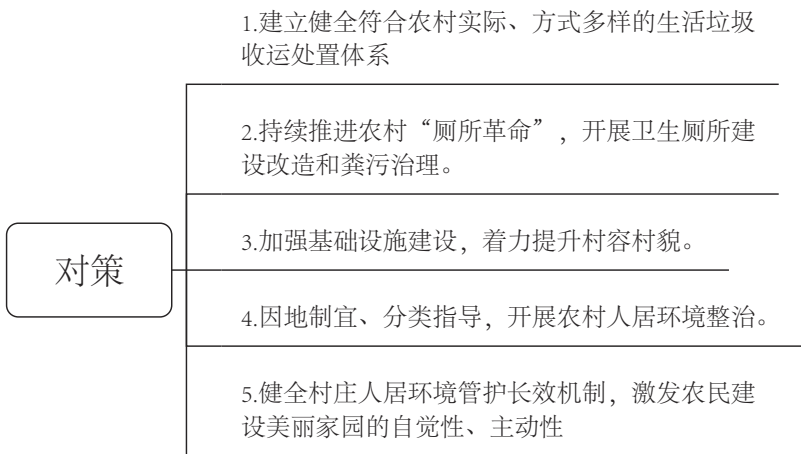 1.建立健全符合农村实际、方式多样的生活垃圾
收运处置体系
2.持续推进农村“厕所革命”，开展卫生厕所建
设改造和粪污治理。
对策
3.加强基础设施建设，着力提升村容村貌。
4.因地制宜、分类指导，开展农村人居环境整治。
5.健全村庄人居环境管护长效机制，激发农民建
设美丽家园的自觉性、主动性